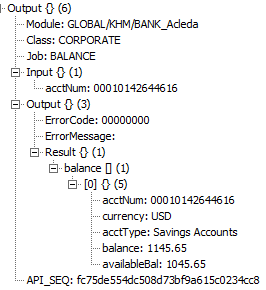 Output {} (6)
Module: GLOBAL/KHM/BANK_Acleda
Class: CORPORATE
Job: BALANCE
Input {} (1)
acctNum: 00010142644616
Output {} (3)
ErrorCode: 00000000
ErrorMessage:
Result {} (1)
balance [] (1)
[0] {} (5)
acctNum: 00010142644616
currency: USD
acctType: Savings Accounts
balance: 1145.65
availableBal: 1045.65
API_SEQ: fc75de554dc508d73bf9a615c0234cc8